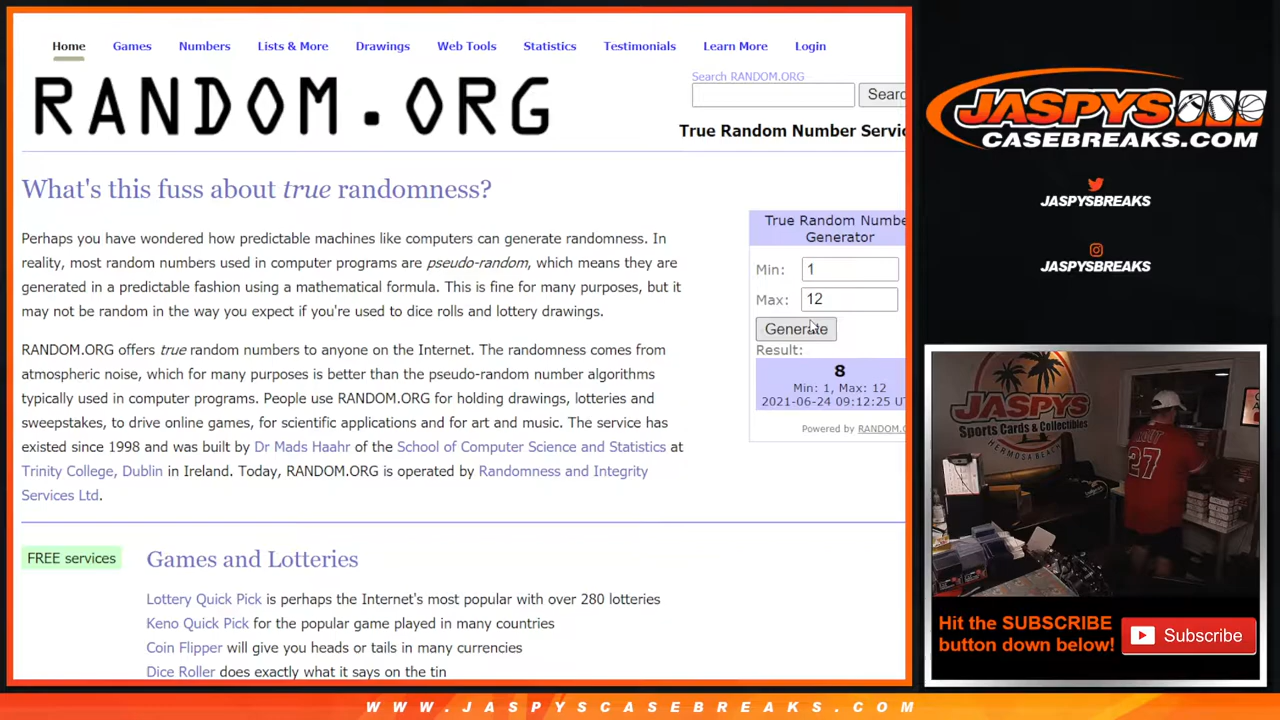 Home Games Numbers Lists & More Drawings Web Tools Statistics Testimonials Learn More Login
RANDOM.ORG
Search RANDOM.ORG
Searc
True Random Number Servic
What's this fuss about true randomness?
Perhaps you have wondered how predictable machines like computers can generate randomness. In
reality, most random numbers used in computer programs are pseudo-random, which means they are
generated in a predictable fashion using a mathematical formula. This is fine for many purposes, but it
may not be random in the way you expect if you're used to dice rolls and lottery drawings.
RANDOM.ORG offers true random numbers to anyone on the Internet. The randomness comes from
atmospheric noise, which for many purposes is better than the pseudo-random number algorithms
typically used in computer programs. People use RANDOM.ORG for holding drawings, lotteries and
sweepstakes, to drive online games, for scientific applications and for art and music. The service has
existed since 1998 and was built by Dr Mads Haahr of the School of Computer Science and Statistics at
Trinity College, Dublin in Ireland. Today, RANDOM.ORG is operated by Randomness and Integrity
Services Ltd.
True Random Numbe
Generator
Min: 1
Max: 12
Generate
Result:
8
Min: 1, Max: 12
2021-06-24 09:12:25 UT
Powered by RANDOM.O
FREE services
Games and Lotteries
Lottery Quick Pick is perhaps the Internet's most popular with over 280 lotteries
Keno Quick Pick for the popular game played in many countries
Coin Flipper will give you heads or tails in many currencies
Dice Roller does exactly what it says on the tin
JASPYS
CASEBREAKS.COM
JASPYSBREAKS
JASPYSBREAKS
JASPYS
Sports Cards & Collectibles
HERMOSA BEACH
TROUT
27
Hit the SUBSCRIBE
button down below!
Subscribe
WWW.JASPYSCASEBREAKS.COM